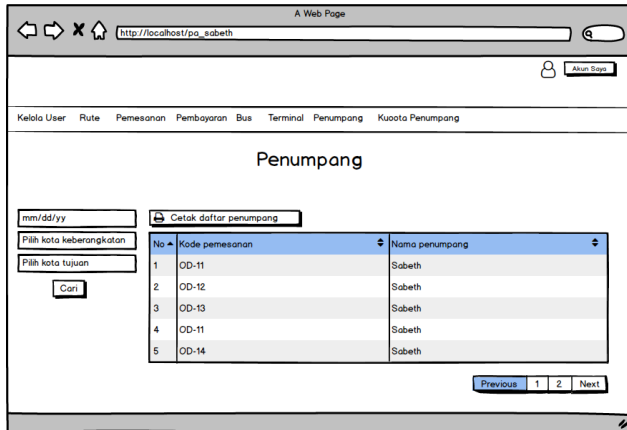 A Web Page
http://localhost/pa_sabeth
Akun Saya
Kelola User Rute Pemesanan Pembayaran Bus Terminal Penumpang Kuoota Penumpang
Penumpang
mm/dd/yy
Pilih kota keberangkatan
Pilih kota tujuan
Cari
Cetak daftar penumpang
No Kode pemesanan Nama penumpang
1 OD-11 Sabeth
2 OD-12 Sabeth
3 OD-13 Sabeth
4 OD-11 Sabeth
5 OD-14 Sabeth
Previous 1 2 Next